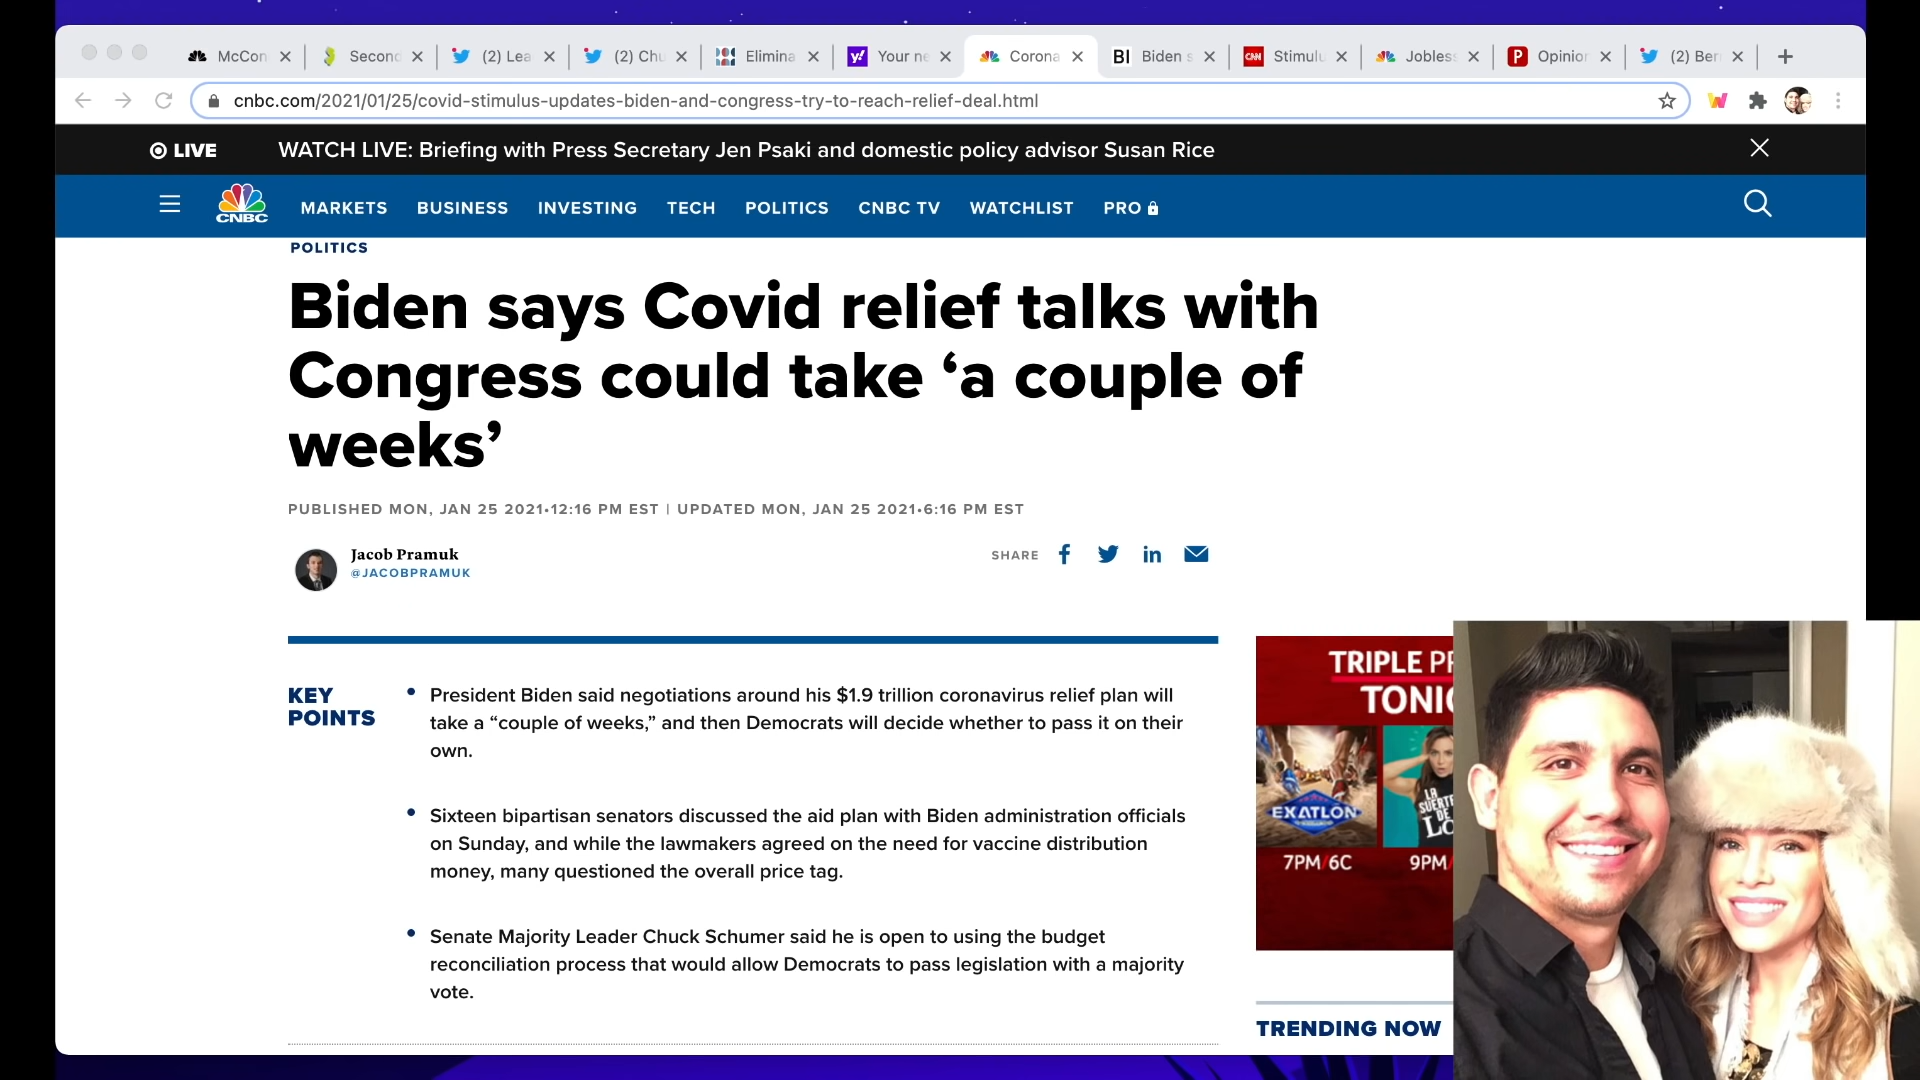 McCon
Second
(2) Lea
(2) Chu
Elimina
Your ne
Corona
BI Biden s
CNN Stimulu
Jobless
P Opinion
(2) Ber
cnbc.com/2021/01/25/covid-stimulus-updates-biden-and-congress-try-to-reach-relief-deal.html
LIVE WATCH LIVE: Briefing with Press Secretary Jen Psaki and domestic policy advisor Susan Rice
CNBC MARKETS BUSINESS INVESTING TECH POLITICS CNBC TV WATCHLIST PRO
POLITICS
Biden says Covid relief talks with
Congress could take ‘a couple of
weeks’
PUBLISHED MON, JAN 25 2021•12:16 PM EST | UPDATED MON, JAN 25 2021•6:16 PM EST
Jacob Pramuk
@JACOBPRAMUK
SHARE
KEY
POINTS
President Biden said negotiations around his $1.9 trillion coronavirus relief plan will
take a “couple of weeks,” and then Democrats will decide whether to pass it on their
own.
Sixteen bipartisan senators discussed the aid plan with Biden administration officials
on Sunday, and while the lawmakers agreed on the need for vaccine distribution
money, many questioned the overall price tag.
Senate Majority Leader Chuck Schumer said he is open to using the budget
reconciliation process that would allow Democrats to pass legislation with a majority
vote.
TRIPLE
EXATLON
LA
SUERTE
DE
7PM/6C
9PM
TRENDING NOW